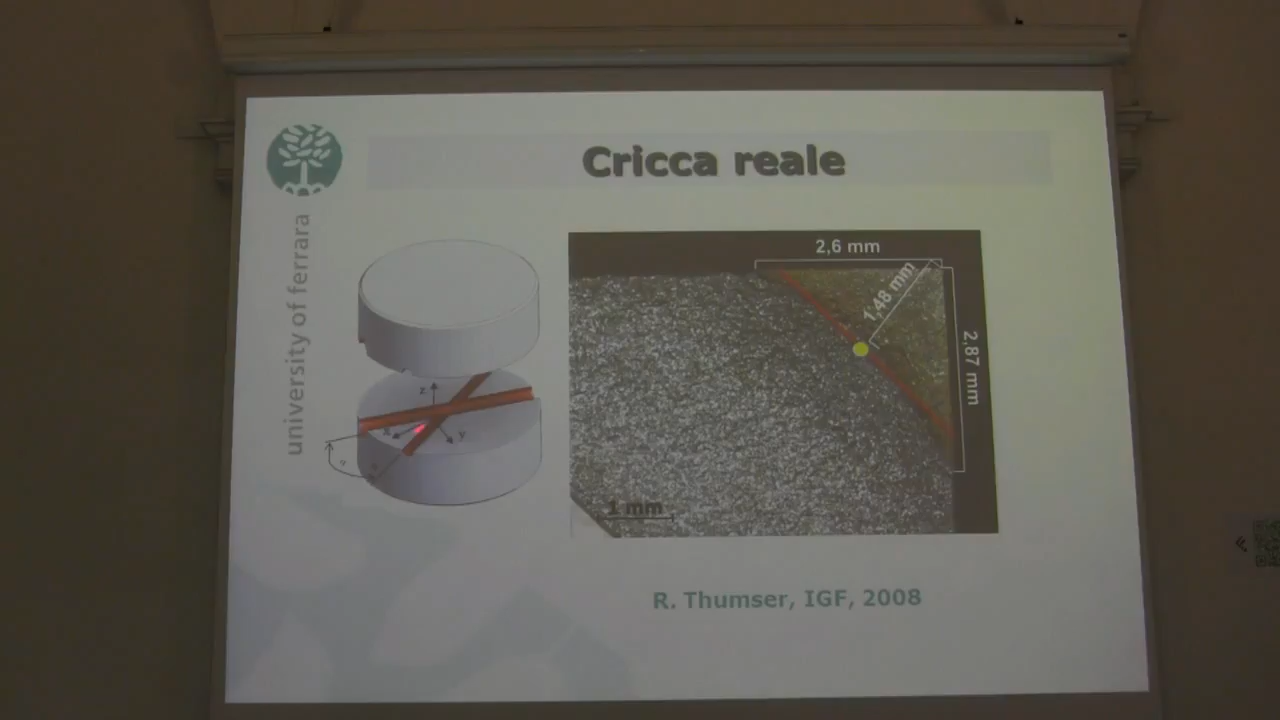 Cricca reale
university of ferrara
2,6 mm
1,48 mm
2,87 mm
z
x
y
1 mm
R. Thumser, IGF, 2008